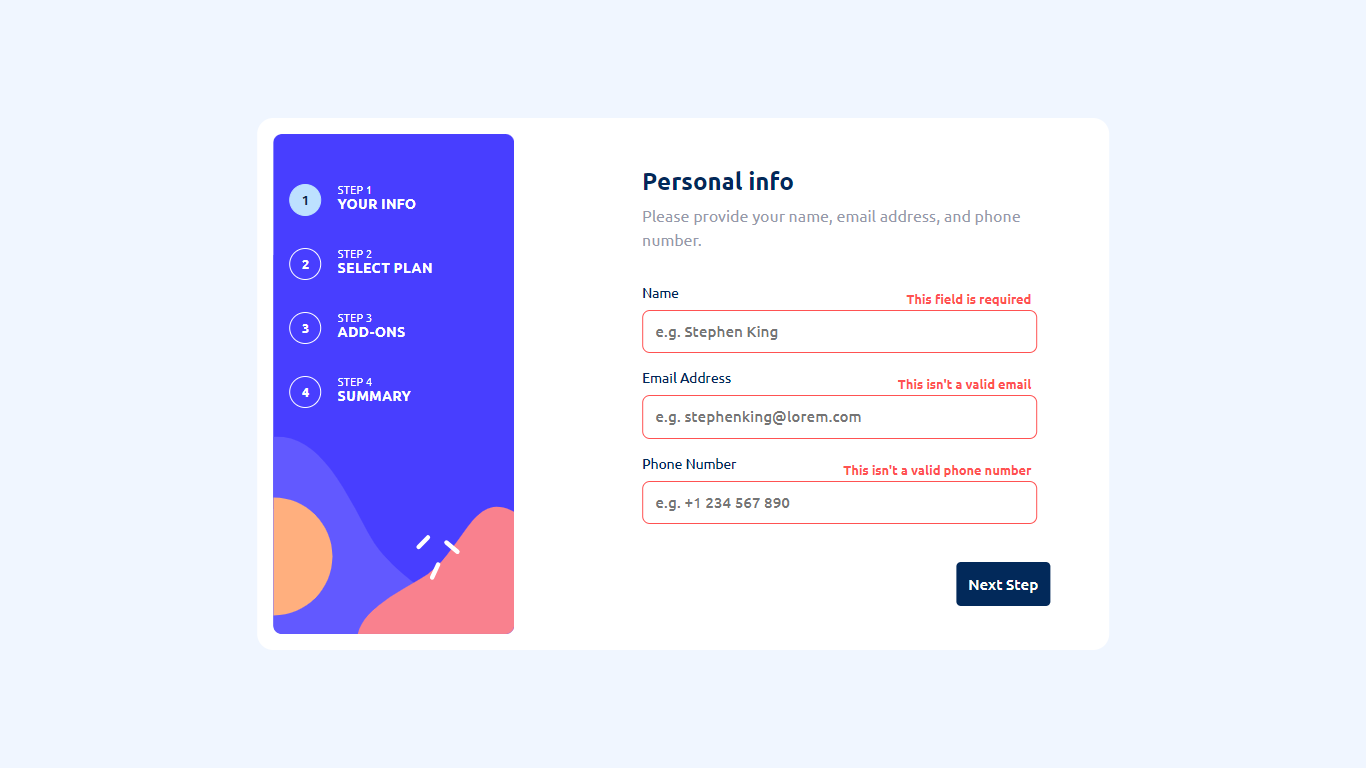 1
STEP 1
YOUR INFO
2
STEP 2
SELECT PLAN
3
STEP 3
ADD-ONS
4
STEP 4
SUMMARY
Personal info
Please provide your name, email address, and phone
number.
Name
This field is required
e.g. Stephen King
Email Address
This isn't a valid email
e.g. stephenking@lorem.com
Phone Number
This isn't a valid phone number
e.g. +1 234 567 890
Next Step